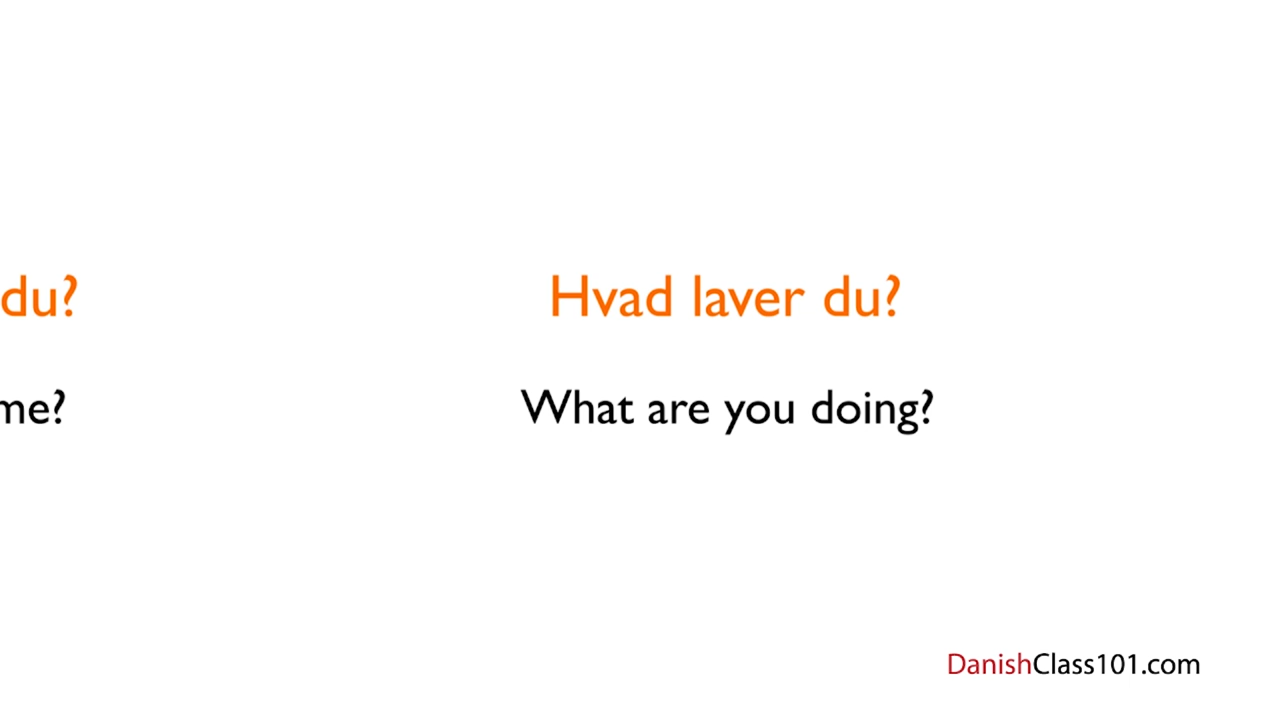 du?
Hvad laver du?
me?
What are you doing?
DanishClass101.com